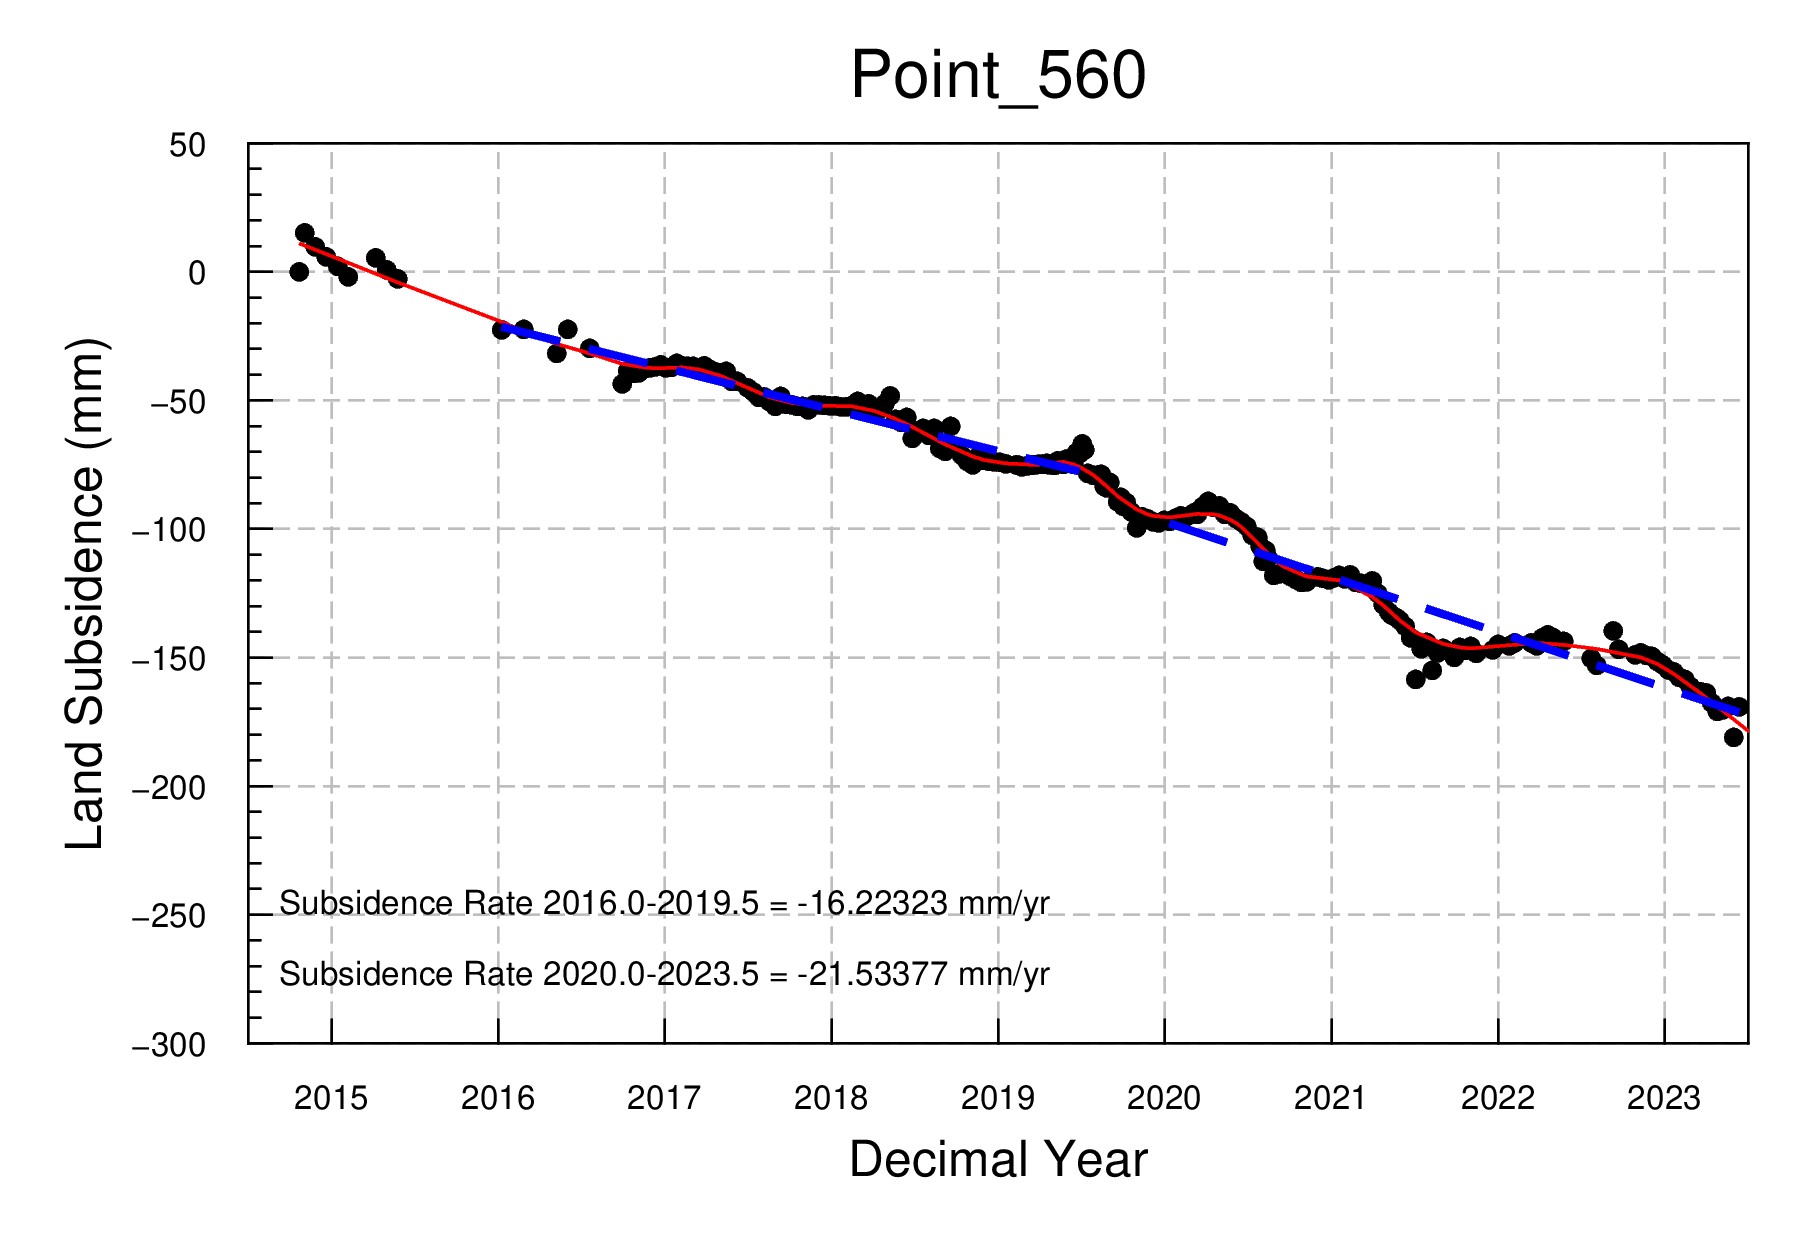 Point_560
50
0
−50
−100
−150
−200
−250
−300
Land Subsidence (mm)
Subsidence Rate 2016.0-2019.5 = -16.22323 mm/yr
Subsidence Rate 2020.0-2023.5 = -21.53377 mm/yr
2015 2016 2017 2018 2019 2020 2021 2022 2023
Decimal Year